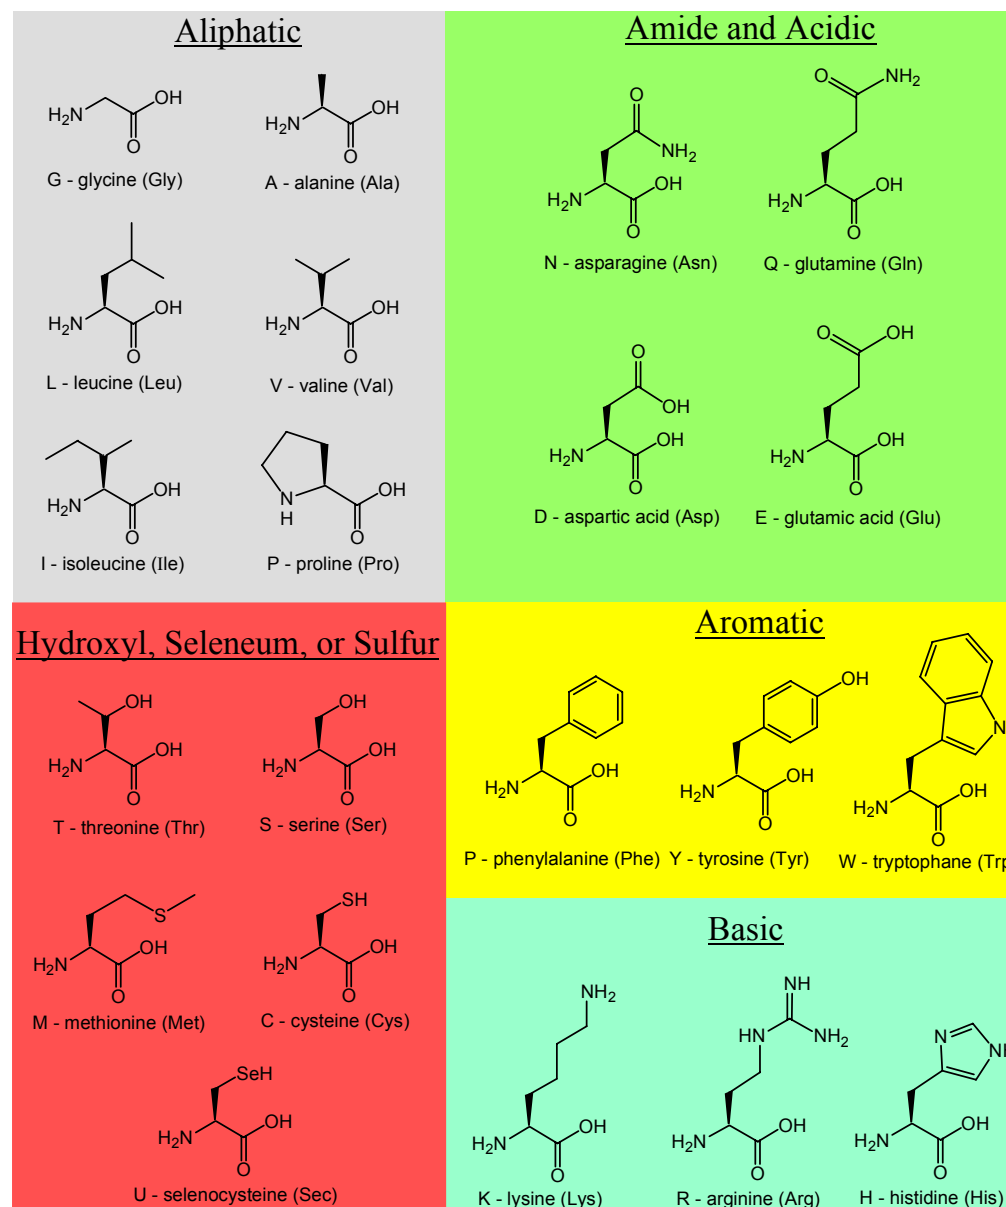 Aliphatic
OH
H2N
O
G - glycine (Gly)
OH
H2N
O
A - alanine (Ala)
OH
H2N
O
L - leucine (Leu)
OH
H2N
O
V - valine (Val)
OH
H2N
O
I - isoleucine (Ile)
OH
N
H
O
P - proline (Pro)
Amide and Acidic
O
NH2
OH
H2N
O
N - asparagine (Asn)
O
NH2
OH
H2N
O
Q - glutamine (Gln)
O
OH
OH
H2N
O
D - aspartic acid (Asp)
O
OH
OH
H2N
O
E - glutamic acid (Glu)
Hydroxyl, Seleneum, or Sulfur
OH
OH
H2N
O
T - threonine (Thr)
OH
OH
H2N
O
S - serine (Ser)
S
OH
H2N
O
M - methionine (Met)
SH
OH
H2N
O
C - cysteine (Cys)
SeH
OH
H2N
O
U - selenocysteine (Sec)
Aromatic
OH
H2N
O
P - phenylalanine (Phe)
OH
OH
H2N
O
Y - tyrosine (Tyr)
N
OH
H2N
O
W - tryptophane (Trp
Basic
NH2
OH
H2N
O
K - lysine (Lys)
NH
HN
NH2
OH
H2N
O
R - arginine (Arg)
N
NH
OH
H2N
O
H - histidine (His)